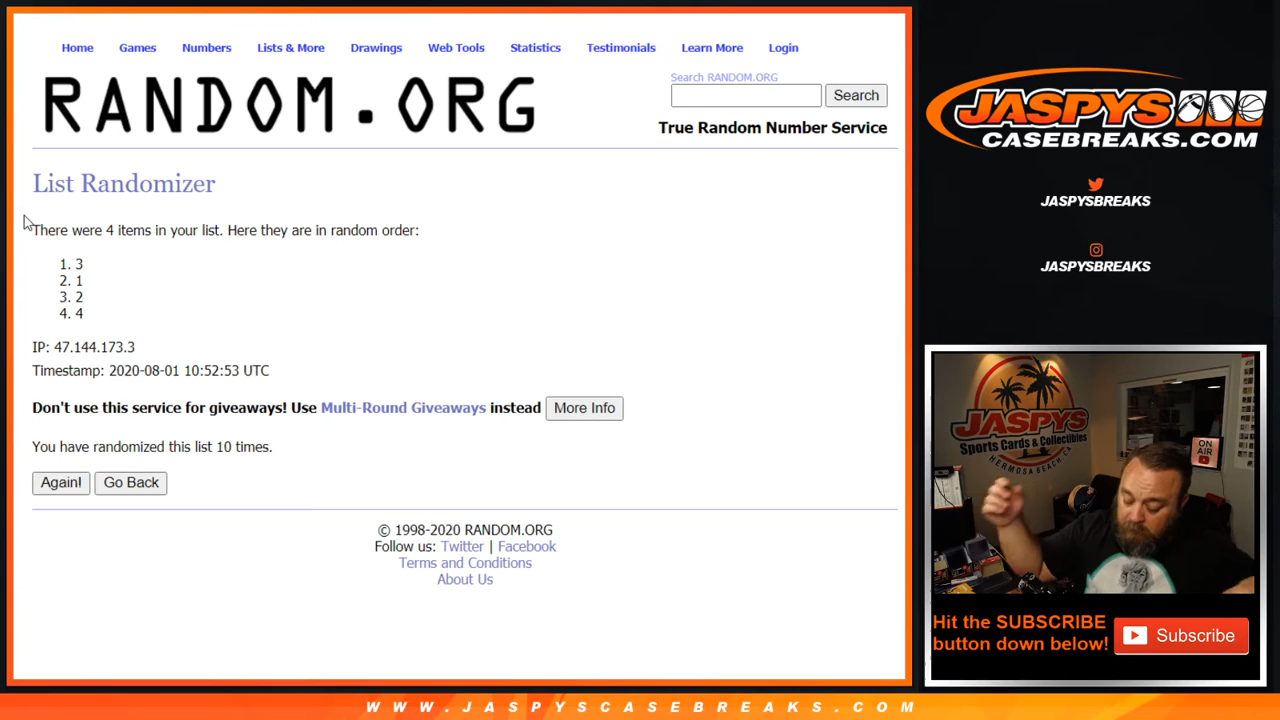 Home Games Numbers Lists & More Drawings Web Tools Statistics Testimonials Learn More Login
RANDOM.ORG
Search RANDOM.ORG
Search
True Random Number Service
List Randomizer
There were 4 items in your list. Here they are in random order:
1. 3
2. 1
3. 2
4. 4
IP: 47.144.173.3
Timestamp: 2020-08-01 10:52:53 UTC
Don't use this service for giveaways! Use Multi-Round Giveaways instead More Info
You have randomized this list 10 times.
Again! Go Back
© 1998-2020 RANDOM.ORG
Follow us: Twitter | Facebook
Terms and Conditions
About Us
JASPYS
CASEBREAKS.COM
JASPYSBREAKS
JASPYSBREAKS
JASPYS
Sports Cards & Collectibles
HERMOSA BEACH, CA
ON
AIR
Hit the SUBSCRIBE
button down below!
Subscribe
WWW.JASPYSCASEBREAKS.COM